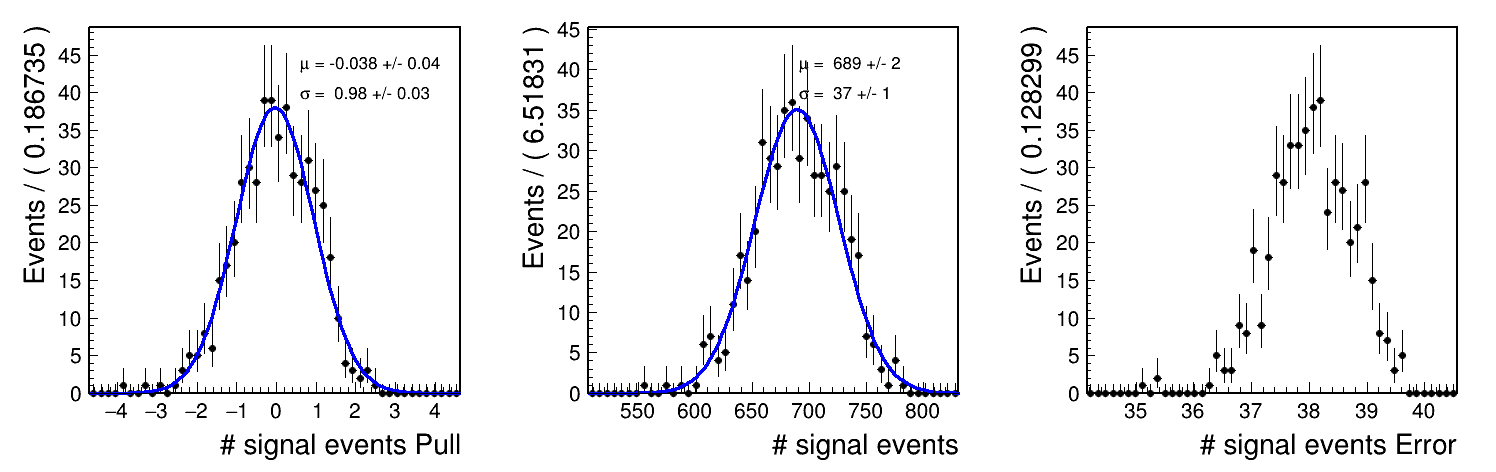 Events / ( 0.186735 )
45
40
35
30
25
20
15
10
5
0
μ = -0.038 +/- 0.04
σ = 0.98 +/- 0.03
−4 −3 −2 −1 0 1 2 3 4
# signal events Pull
Events / ( 6.51831 )
45
40
35
30
25
20
15
10
5
0
μ = 689 +/- 2
σ = 37 +/- 1
550 600 650 700 750 800
# signal events
Events / ( 0.128299 )
45
40
35
30
25
20
15
10
5
0
35 36 37 38 39 40
# signal events Error